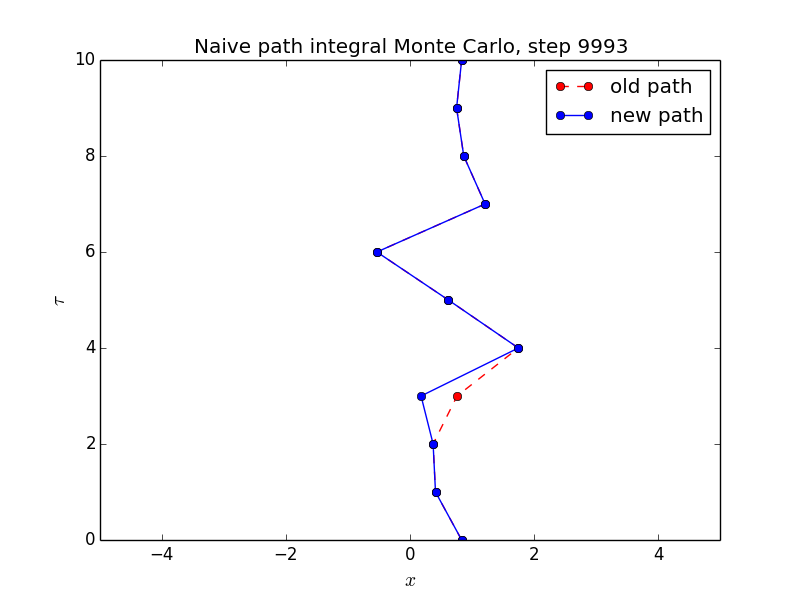 Naive path integral Monte Carlo, step 9993
old path
new path
10
8
6
4
2
0
τ
−4 −2 0 2 4
x